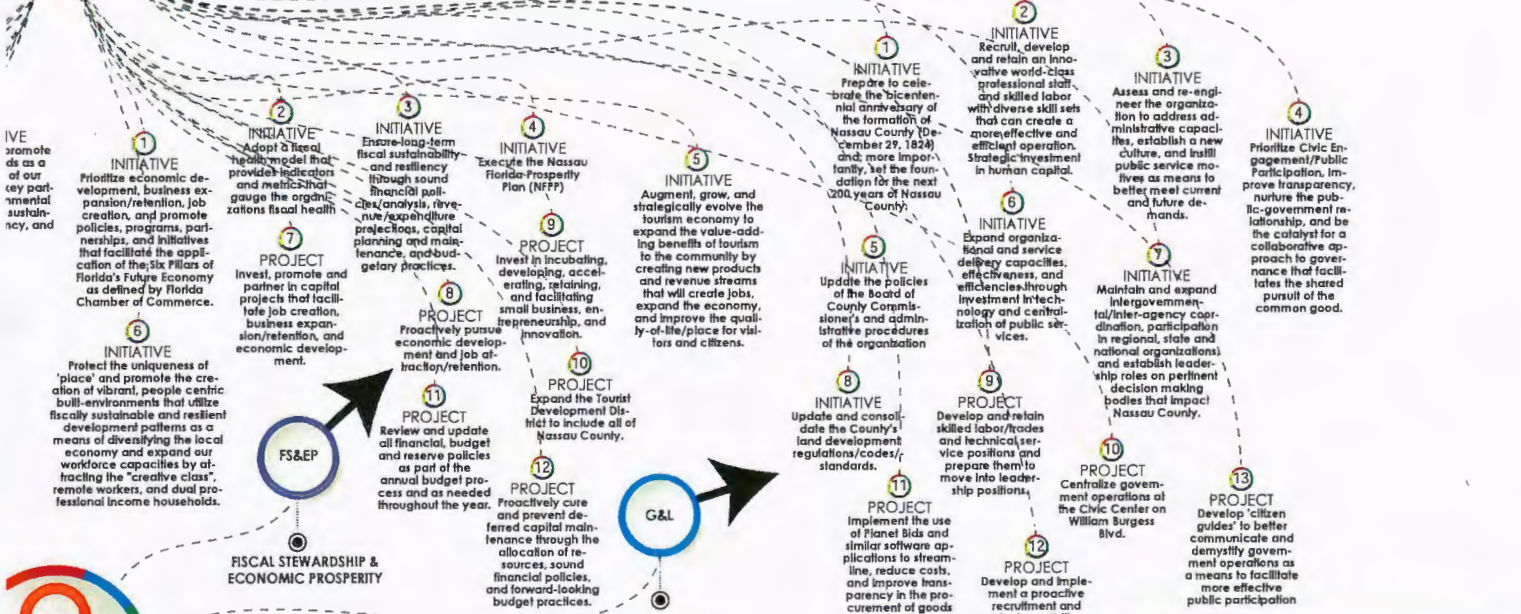 IVE
promote
ds as a
of our
key part-
nmental
sustain-
ncy, and
1
INITIATIVE
Prioritize economic de-
velopment, business ex-
pansion/retention, job
creation, and promote
policies, programs, part-
nerships, and initiatives
that facilitate the appli-
cation of the Six Pillars of
Florida's Future Economy
as defined by Florida
Chamber of Commerce.
6
INITIATIVE
Protect the uniqueness of
'place' and promote the cre-
ation of vibrant, people centric
built-environments that utilize
fiscally sustainable and resilient
development patterns as a
means of diversifying the local
economy and expand our
workforce capacities by at-
tracting the "creative class",
remote workers, and dual pro-
fessional income households.
2
INITIATIVE
Adopt a fiscal
health model that
provides indicators
and metrics that
gauge the organi-
zations fiscal health
7
PROJECT
Invest, promote and
partner in capital
projects that facili-
tate job creation,
business expan-
sion/retention, and
economic develop-
ment.
FS&EP
FISCAL STEWARDSHIP &
ECONOMIC PROSPERITY
3
INITIATIVE
Ensure long-term
fiscal sustainability
and resiliency
through sound
financial poli-
cies/analysis, reve-
nue/expenditure
projections, capital
planning and main-
tenance, and bud-
getary practices.
8
PROJECT
Proactively pursue
economic develop-
ment and job at-
traction/retention.
11
PROJECT
Review and update
all financial, budget
and reserve policies
as part of the
annual budget pro-
cess and as needed
throughout the year.
4
INITIATIVE
Execute the Nassau
Florida Prosperity
Plan (NFPP)
9
PROJECT
Invest in incubating,
developing, accel-
erating, retaining,
and facilitating
small business, en-
trepreneurship, and
innovation.
10
PROJECT
Expand the Tourist
Development Dis-
trict to include all of
Nassau County.
12
PROJECT
Proactively cure
and prevent de-
ferred capital main-
tenance through the
allocation of re-
sources, sound
financial policies,
and forward-looking
budget practices.
5
INITIATIVE
Augment, grow, and
strategically evolve the
tourism economy to
expand the value-add-
ing benefits of tourism
to the community by
creating new products
and revenue streams
that will create jobs,
expand the economy,
and improve the quali-
ty-of-life/place for visi-
tors and citizens.
G&L
1
INITIATIVE
Prepare to cele-
brate the bicenten-
nial anniversary of
the formation of
Nassau County (De-
cember 29, 1824)
and, more impor-
tantly, set the foun-
dation for the next
200 years of Nassau
County.
5
INITIATIVE
Update the policies
of the Board of
County Commis-
sioner's and admin-
istrative procedures
of the organization
8
INITIATIVE
Update and consoli-
date the County's
land development
regulations/codes/
standards.
11
PROJECT
Implement the use
of Planet Bids and
similar software ap-
plications to stream-
line, reduce costs,
and improve trans-
parency in the pro-
curement of goods
2
INITIATIVE
Recruit, develop
and retain an inno-
vative world-class
professional staff
and skilled labor
with diverse skill sets
that can create a
more effective and
efficient operation.
Strategic investment
in human capital.
6
INITIATIVE
Expand organiza-
tional and service
delivery capacities,
effectiveness, and
efficiencies through
investment in tech-
nology and central-
ization of public ser-
vices.
9
PROJECT
Develop and retain
skilled labor/trades
and technical ser-
vice positions and
prepare them to
move into leader-
ship positions.
12
PROJECT
Develop and imple-
ment a proactive
recruitment and
3
INITIATIVE
Assess and re-engi-
neer the organiza-
tion to address ad-
ministrative capaci-
ties, establish a new
culture, and instill
public service mo-
tives as means to
better meet current
and future de-
mands.
7
INITIATIVE
Maintain and expand
intergovernmen-
tal/inter-agency coor-
dination, participation
in regional, state and
national organizations
and establish leader-
ship roles on pertinent
decision making
bodies that impact
Nassau County.
10
PROJECT
Centralize govern-
ment operations at
the Civic Center on
William Burgess
Blvd.
4
INITIATIVE
Prioritize Civic En-
gagement/Public
Participation, im-
prove transparency,
nurture the pub-
lic-government re-
lationship, and be
the catalyst for a
collaborative ap-
proach to gover-
nance that facili-
tates the shared
pursuit of the
common good.
13
PROJECT
Develop 'citizen
guides' to better
communicate and
demystify govern-
ment operations as
a means to facilitate
more effective
public participation